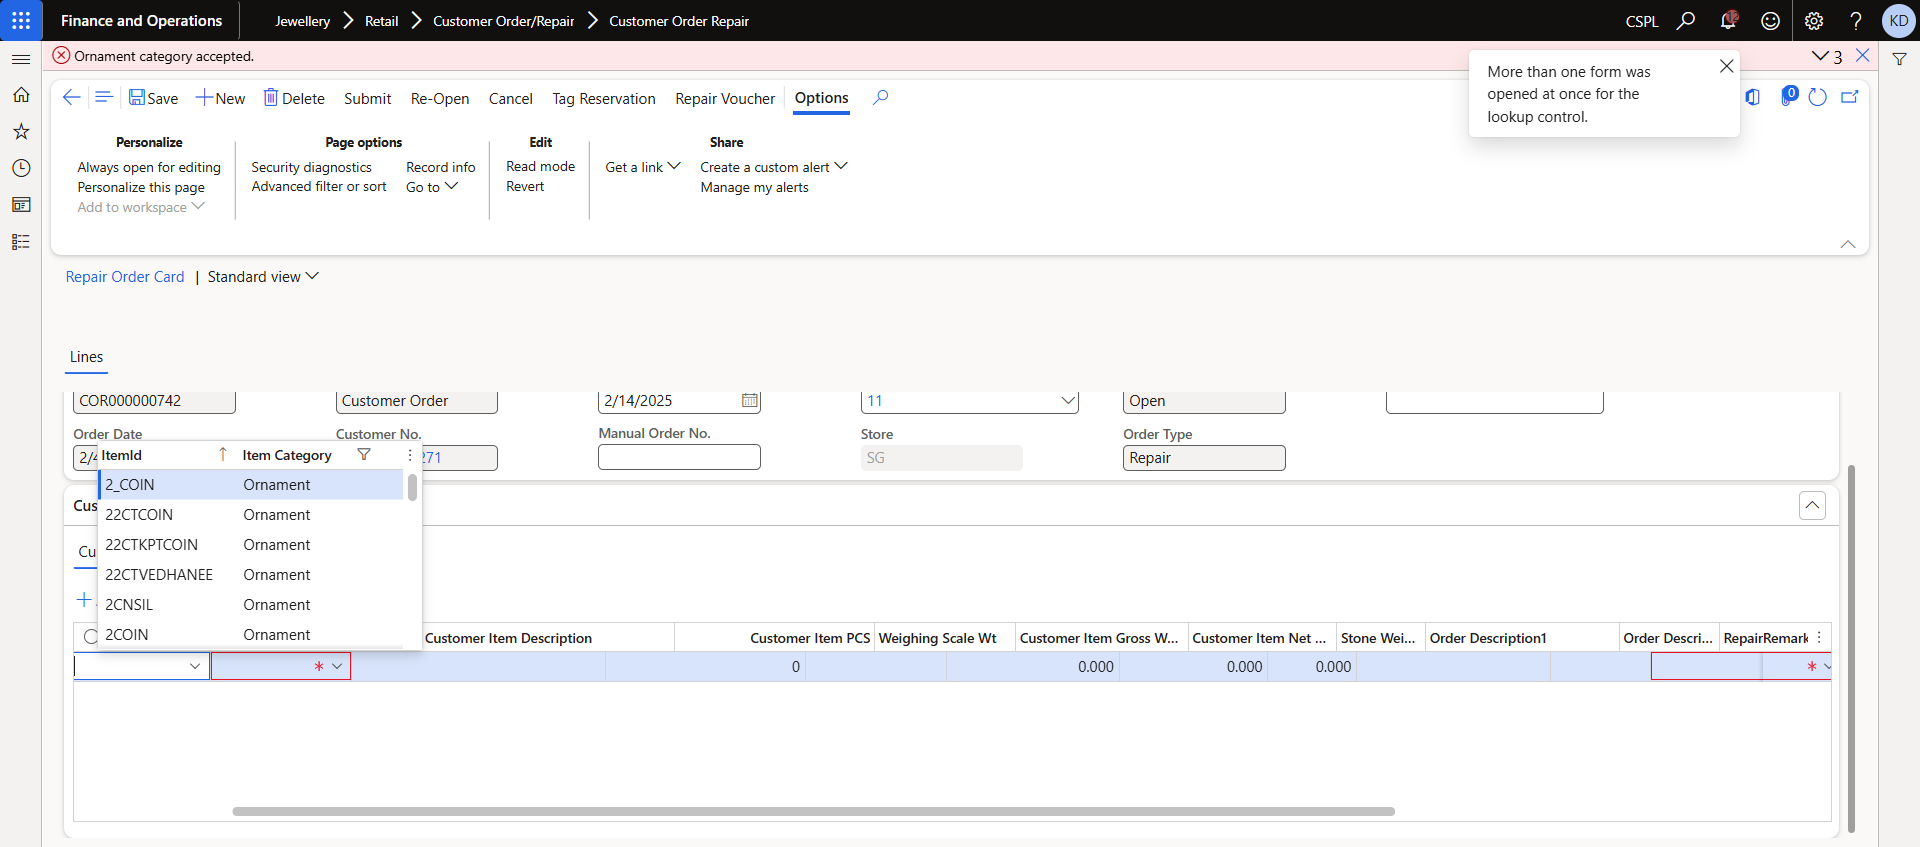 Finance and Operations
Jewellery
Retail
Customer Order/Repair
Customer Order Repair
CSPL
12
KD
Ornament category accepted.
3
More than one form was
opened at once for the
lookup control.
Save
New
Delete
Submit
Re-Open
Cancel
Tag Reservation
Repair Voucher
Options
0
Personalize
Always open for editing
Personalize this page
Add to workspace
Page options
Security diagnostics
Advanced filter or sort
Record info
Go to
Edit
Read mode
Revert
Share
Get a link
Create a custom alert
Manage my alerts
Repair Order Card | Standard view
Lines
COR000000742
Customer Order
2/14/2025
11
Open
Order Date
Customer No.
Manual Order No.
Store
Order Type
2/4
271
SG
Repair
ItemId
Item Category
2_COIN Ornament
22CTCOIN Ornament
22CTKPTCOIN Ornament
22CTVEDHANEE Ornament
2CNSIL Ornament
2COIN Ornament
Cus
Cu
Customer Item Description
Customer Item PCS
Weighing Scale Wt
Customer Item Gross W...
Customer Item Net ...
Stone Wei...
Order Description1
Order Descri...
RepairRemark
* 0 0.000 0.000 0.000 *